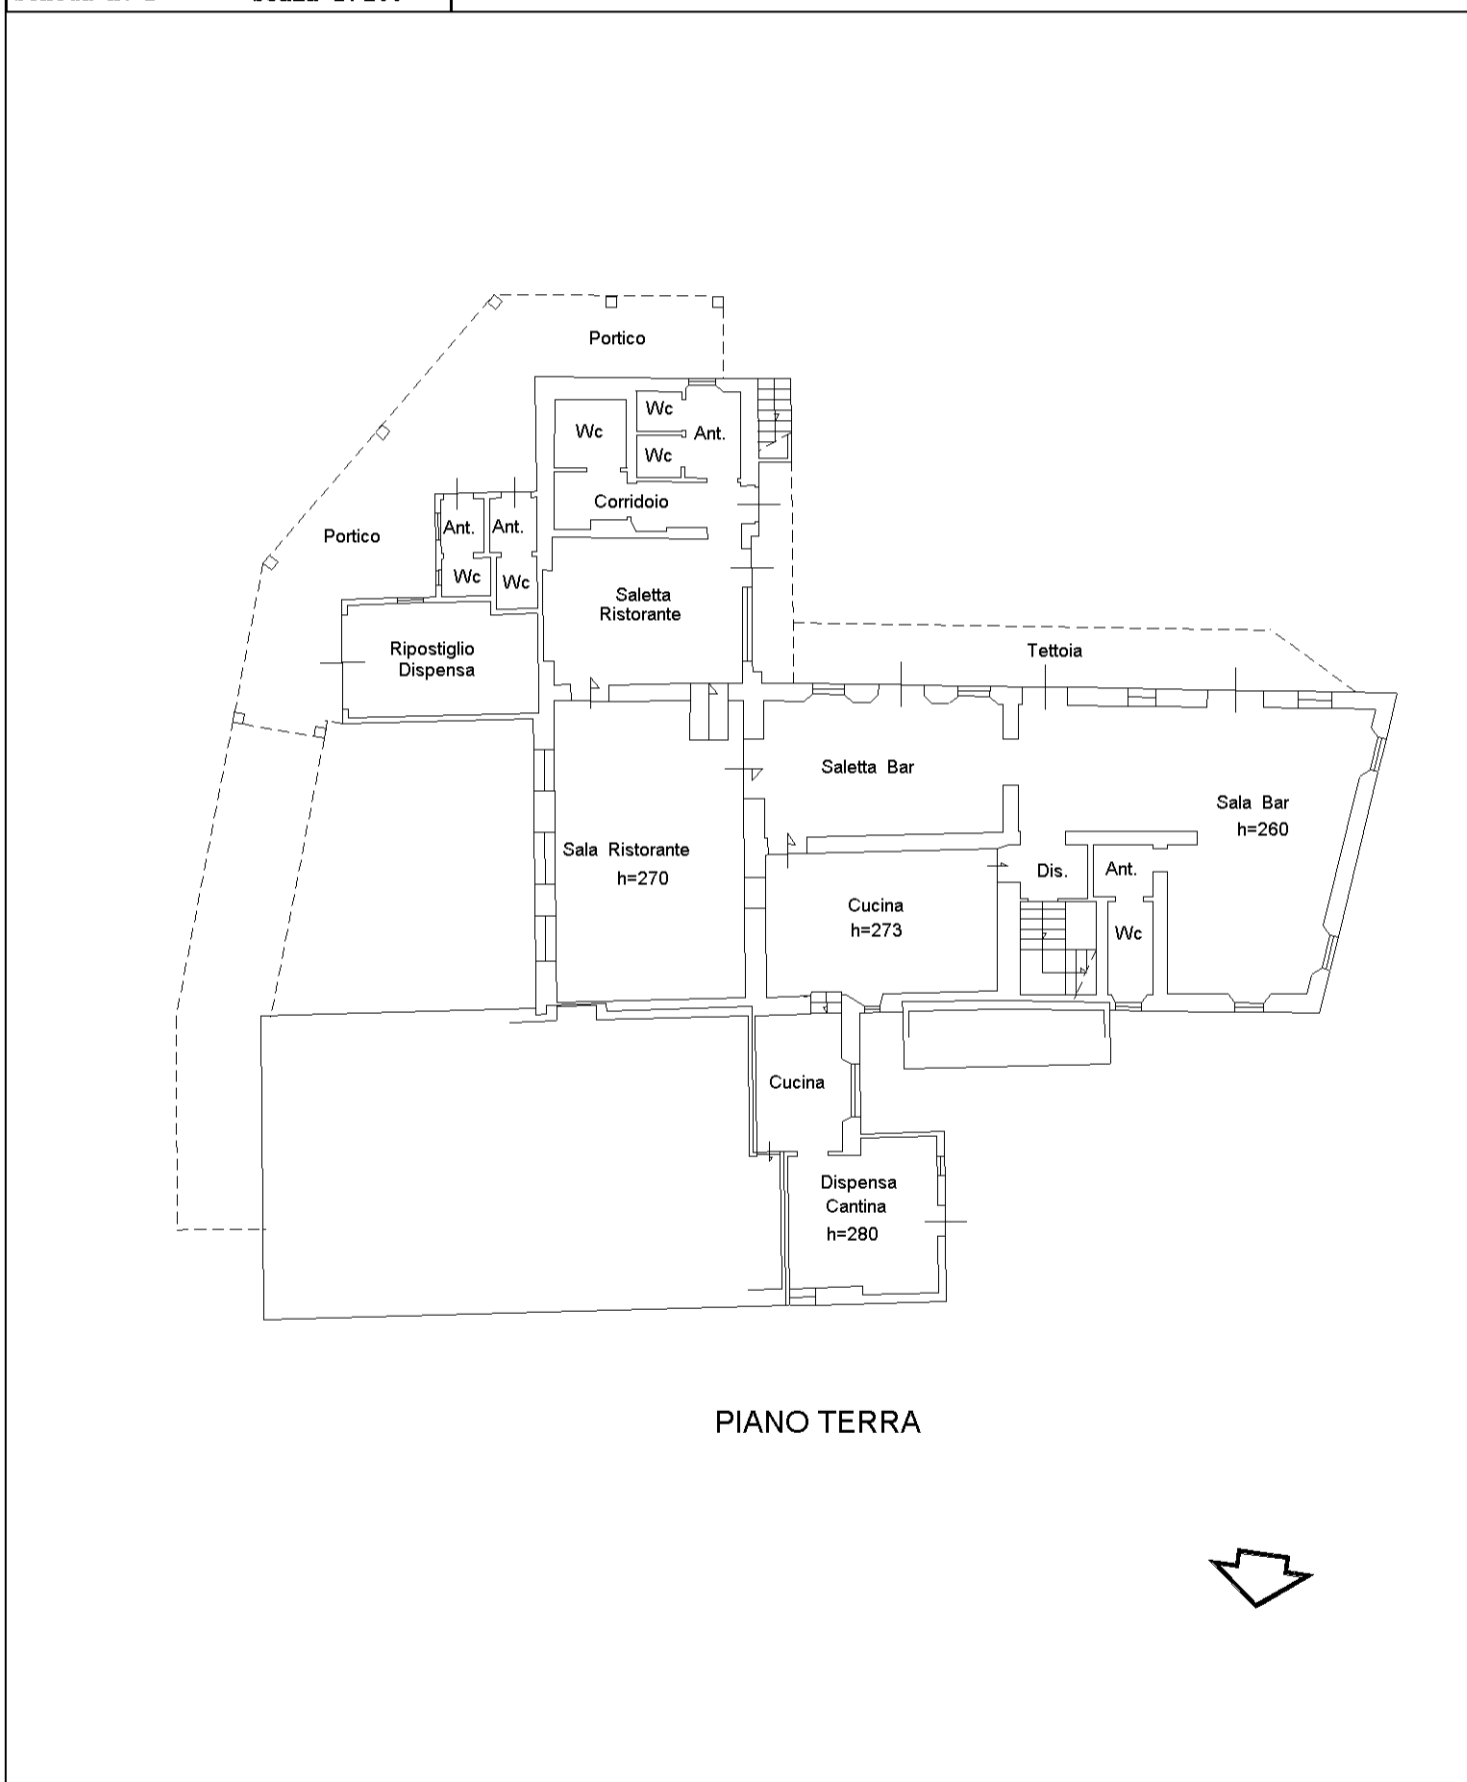 Portico
Wc
Wc
Ant.
Wc
Corridoio
Portico
Ant.
Ant.
Wc
Wc
Saletta
Ristorante
Ripostiglio
Dispensa
Tettoia
Saletta Bar
Sala Bar
h=260
Sala Ristorante
h=270
Dis.
Ant.
Cucina
h=273
Wc
Cucina
Dispensa
Cantina
h=280
PIANO TERRA